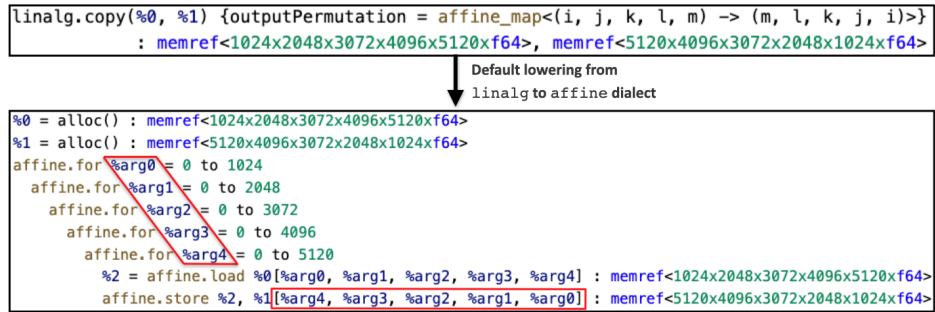 linalg.copy(%0, %1) {outputPermutation = affine_map<(i, j, k, l, m) -> (m, l, k, j, i)>}
: memref<1024x2048x3072x4096x5120xf64>, memref<5120x4096x3072x2048x1024xf64>
Default lowering from
linalg to affine dialect
%0 = alloc() : memref<1024x2048x3072x4096x5120xf64>
%1 = alloc() : memref<5120x4096x3072x2048x1024xf64>
affine.for %arg0 = 0 to 1024
affine.for %arg1 = 0 to 2048
affine.for %arg2 = 0 to 3072
affine.for %arg3 = 0 to 4096
affine.for %arg4 = 0 to 5120
%2 = affine.load %0[%arg0, %arg1, %arg2, %arg3, %arg4] : memref<1024x2048x3072x4096x5120xf64>
affine.store %2, %1[%arg4, %arg3, %arg2, %arg1, %arg0] : memref<5120x4096x3072x2048x1024xf64>